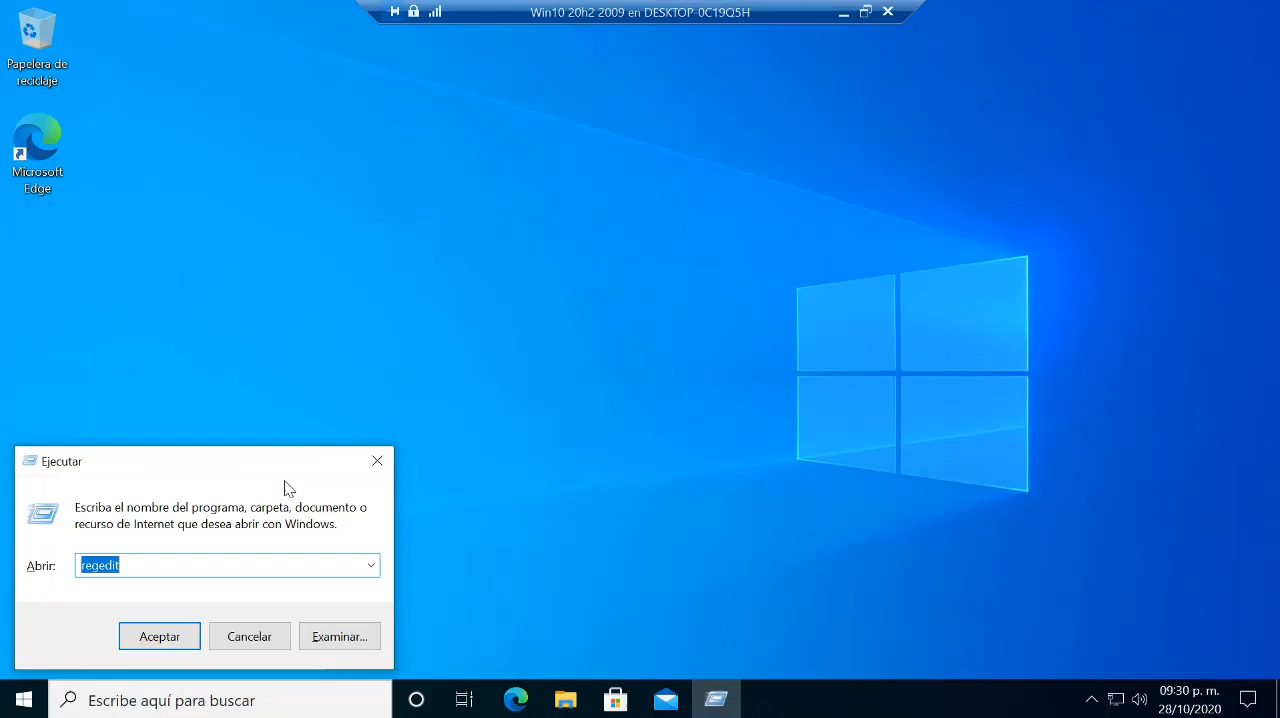 Win10 20h2 2009 en DESKTOP-0C19Q5H
Papelera de
reciclaje
Microsoft
Edge
Ejecutar
Escriba el nombre del programa, carpeta, documento o
recurso de Internet que desea abrir con Windows.
Abrir:
regedit
Aceptar
Cancelar
Examinar...
Escribe aquí para buscar
09:30 p. m.
28/10/2020